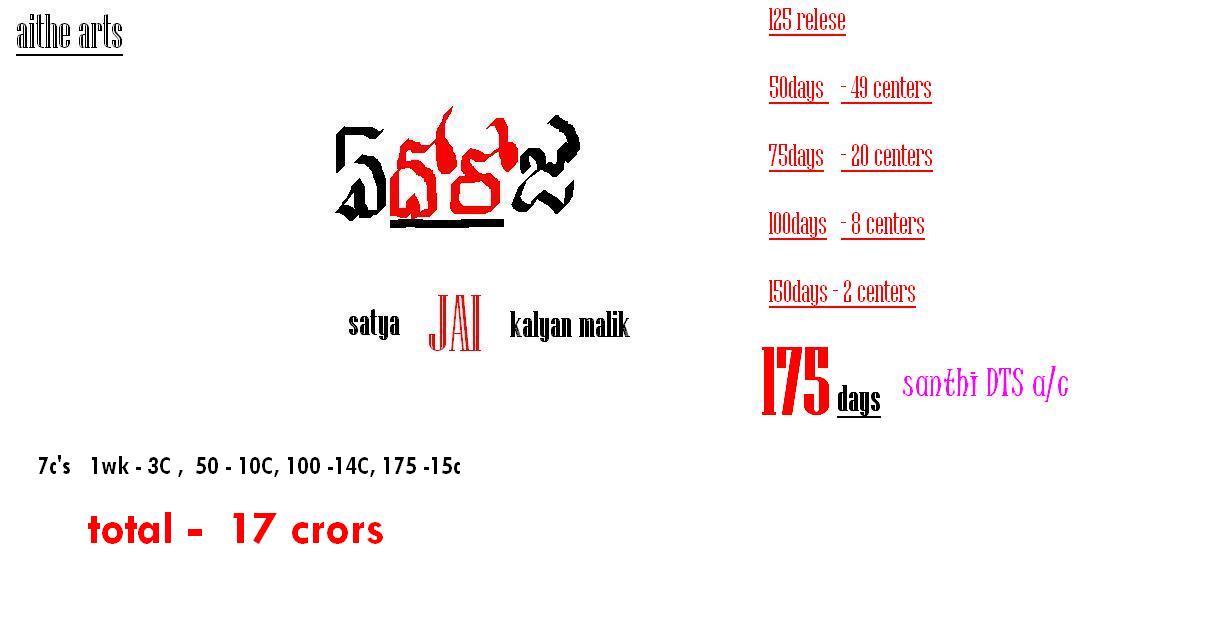 aithe arts
ఏదోరోజు
satya JAI kalyan malik
125 relese
50days - 49 centers
75days - 20 centers
100days - 8 centers
150days - 2 centers
175 days santhi DTS a/c
7c's 1wk - 3C , 50 - 10C, 100 -14C, 175 -15c
total - 17 crors